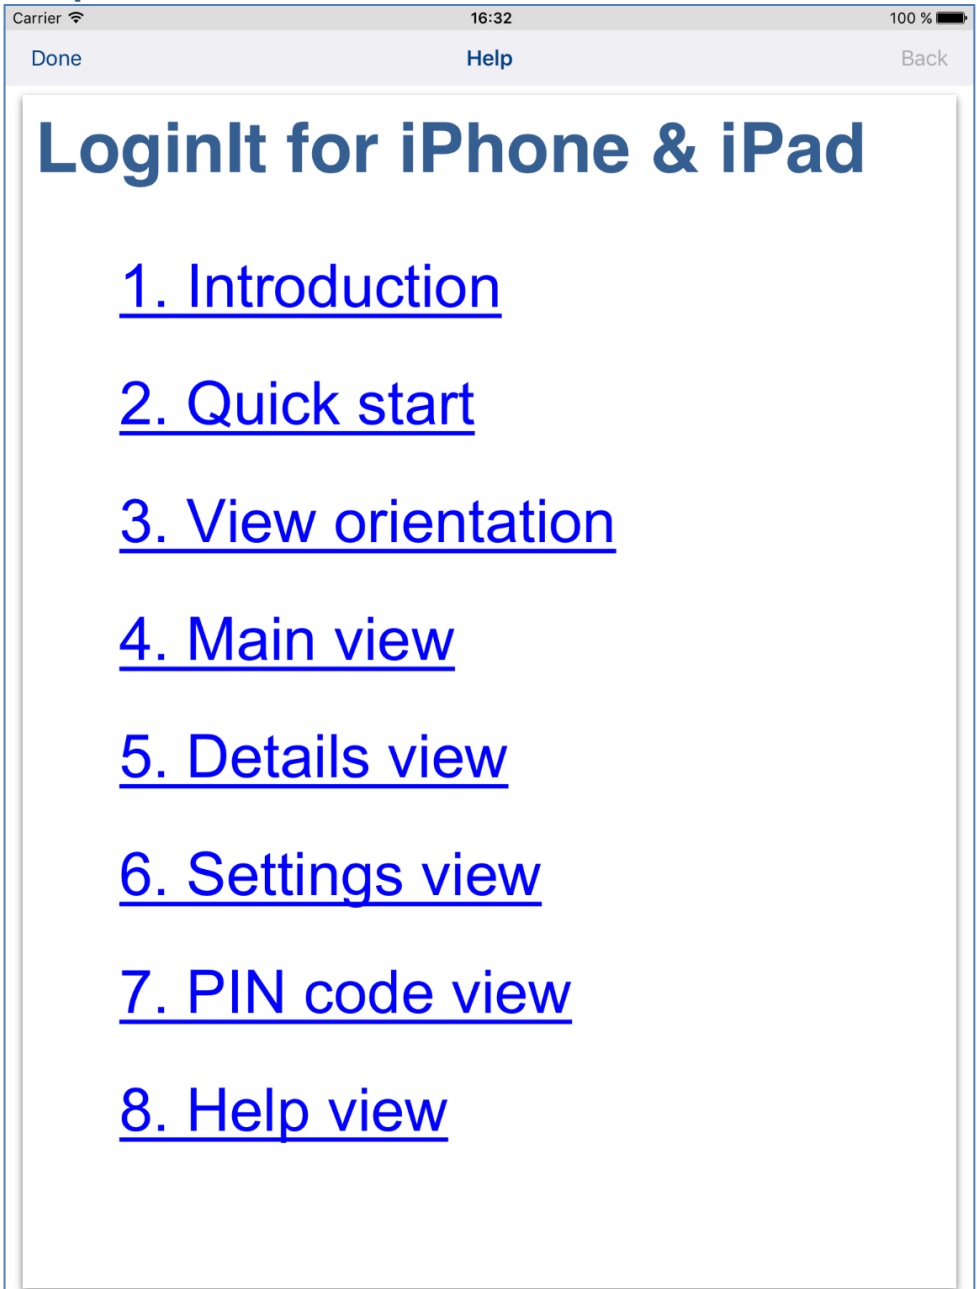 Carrier 16:32 100 %
Done Help Back
LoginIt for iPhone & iPad
1. Introduction
2. Quick start
3. View orientation
4. Main view
5. Details view
6. Settings view
7. PIN code view
8. Help view